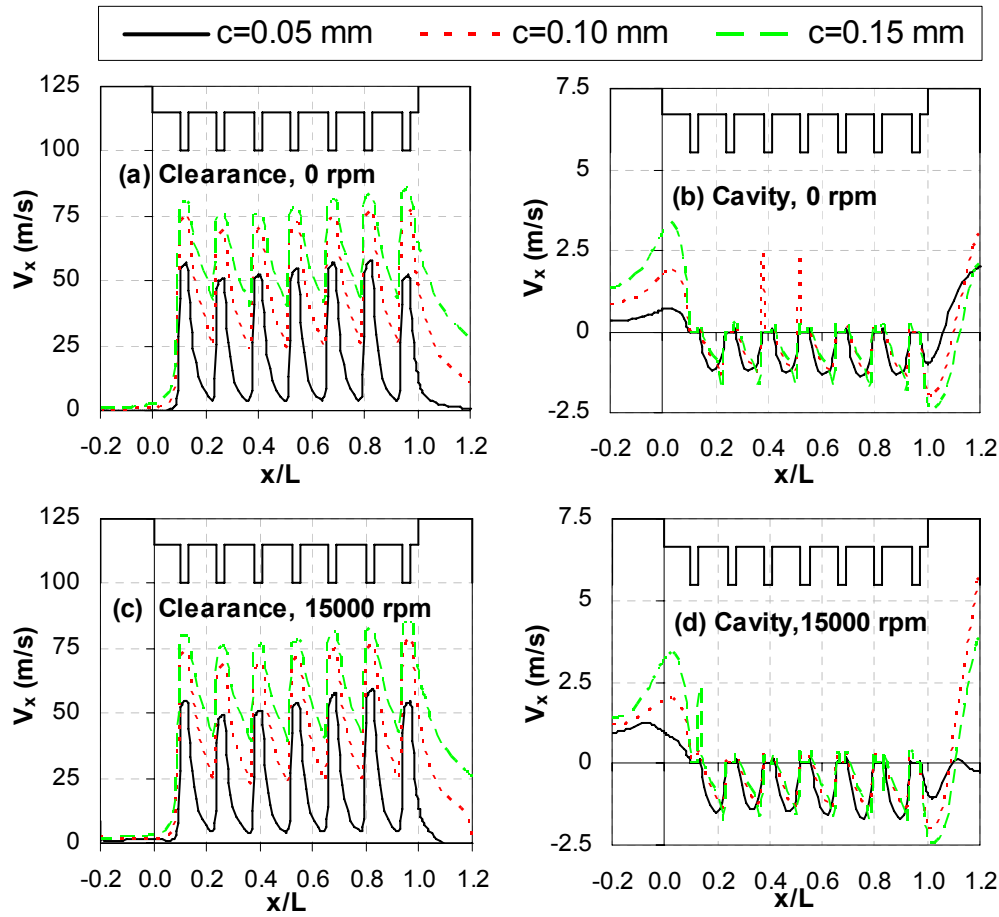 c=0.05 mm c=0.10 mm c=0.15 mm
125
100
75
50
25
0
Vx (m/s)
(a) Clearance, 0 rpm
-0.2 0.0 0.2 0.4 0.6 0.8 1.0 1.2
x/L
7.5
5
2.5
0
-2.5
Vx (m/s)
(b) Cavity, 0 rpm
-0.2 0.0 0.2 0.4 0.6 0.8 1.0 1.2
x/L
125
100
75
50
25
0
Vx (m/s)
(c) Clearance, 15000 rpm
-0.2 0.0 0.2 0.4 0.6 0.8 1.0 1.2
x/L
7.5
5
2.5
0
-2.5
Vx (m/s)
(d) Cavity,15000 rpm
-0.2 0.0 0.2 0.4 0.6 0.8 1.0 1.2
x/L